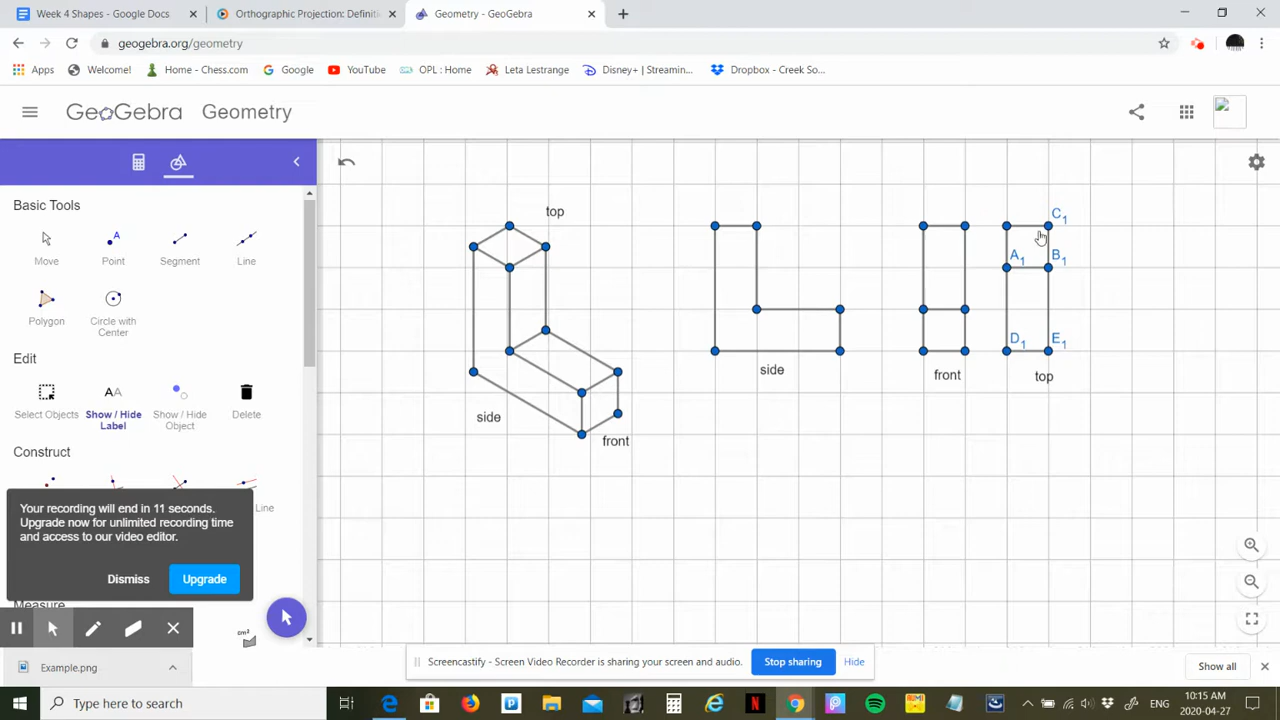 Week 4 Shapes - Google Docs
Orthographic Projection: Definiti
Geometry - GeoGebra
geogebra.org/geometry
Apps
Welcome!
Home - Chess.com
Google
YouTube
OPL : Home
Leta Lestrange
Disney+ | Streamin...
Dropbox - Creek So...
GeoGebra
Geometry
Basic Tools
Move
Point
Segment
Line
Polygon
Circle with Center
Edit
Select Objects
Show / Hide Label
Show / Hide Object
Delete
Construct
Line
Your recording will end in 11 seconds.
Upgrade now for unlimited recording time
and access to our video editor.
Dismiss
Upgrade
Measure
cm²
top
side
front
side
front
C1
A1
B1
D1
E1
top
Example.png
Screencastify - Screen Video Recorder is sharing your screen and audio.
Stop sharing
Hide
Show all
Type here to search
ENG
10:15 AM
2020-04-27